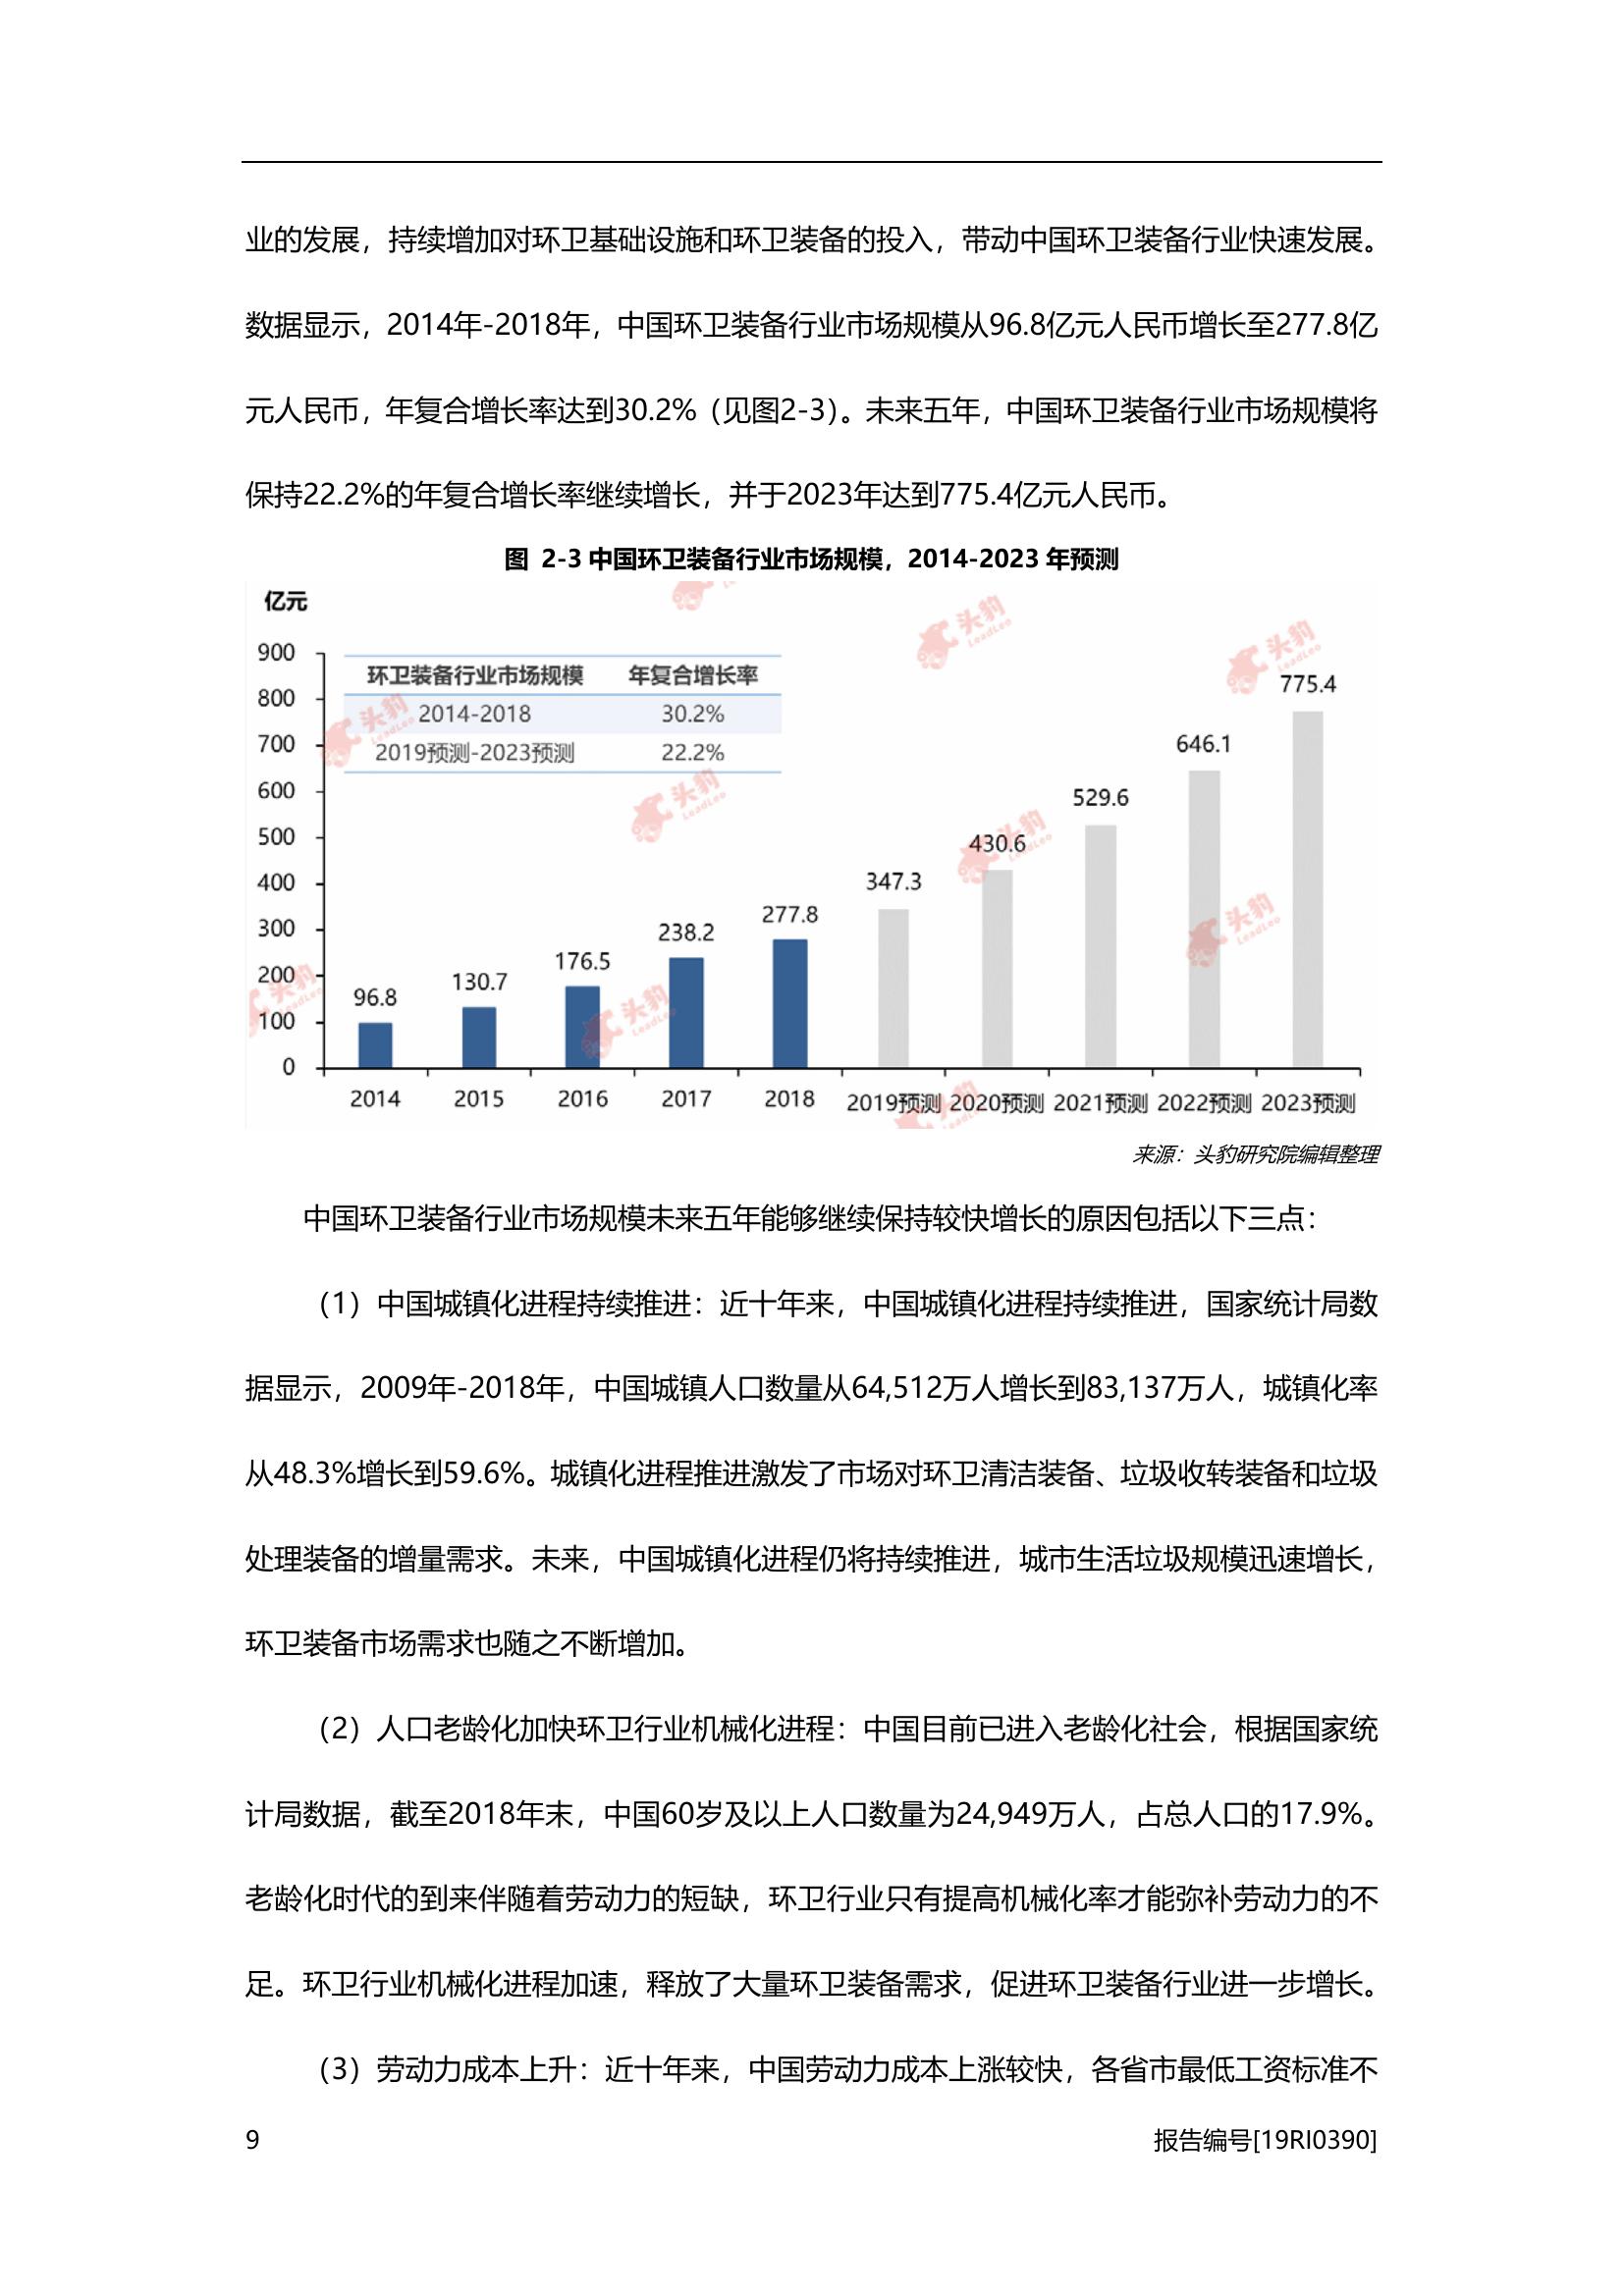 业的发展，持续增加对环卫基础设施和环卫装备的投入，带动中国环卫装备行业快速发展。
数据显示，2014年-2018年，中国环卫装备行业市场规模从96.8亿元人民币增长至277.8亿
元人民币，年复合增长率达到30.2%（见图2-3）。未来五年，中国环卫装备行业市场规模将
保持22.2%的年复合增长率继续增长，并于2023年达到775.4亿元人民币。
图 2-3 中国环卫装备行业市场规模，2014-2023 年预测
亿元
900
800
700
600
500
400
300
200
100
0
环卫装备行业市场规模 年复合增长率
2014-2018 30.2%
2019预测-2023预测 22.2%
96.8
130.7
176.5
238.2
277.8
347.3
430.6
529.6
646.1
775.4
2014 2015 2016 2017 2018 2019预测 2020预测 2021预测 2022预测 2023预测
头豹 LeadLeo
头豹 LeadLeo
头豹 LeadLeo
头豹 LeadLeo
头豹 LeadLeo
头豹 LeadLeo
头豹 LeadLeo
头豹 LeadLeo
来源：头豹研究院编辑整理
中国环卫装备行业市场规模未来五年能够继续保持较快增长的原因包括以下三点：
（1）中国城镇化进程持续推进：近十年来，中国城镇化进程持续推进，国家统计局数
据显示，2009年-2018年，中国城镇人口数量从64,512万人增长到83,137万人，城镇化率
从48.3%增长到59.6%。城镇化进程推进激发了市场对环卫清洁装备、垃圾收转装备和垃圾
处理装备的增量需求。未来，中国城镇化进程仍将持续推进，城市生活垃圾规模迅速增长，
环卫装备市场需求也随之不断增加。
（2）人口老龄化加快环卫行业机械化进程：中国目前已进入老龄化社会，根据国家统
计局数据，截至2018年末，中国60岁及以上人口数量为24,949万人，占总人口的17.9%。
老龄化时代的到来伴随着劳动力的短缺，环卫行业只有提高机械化率才能弥补劳动力的不
足。环卫行业机械化进程加速，释放了大量环卫装备需求，促进环卫装备行业进一步增长。
（3）劳动力成本上升：近十年来，中国劳动力成本上涨较快，各省市最低工资标准不
9
报告编号[19RI0390]